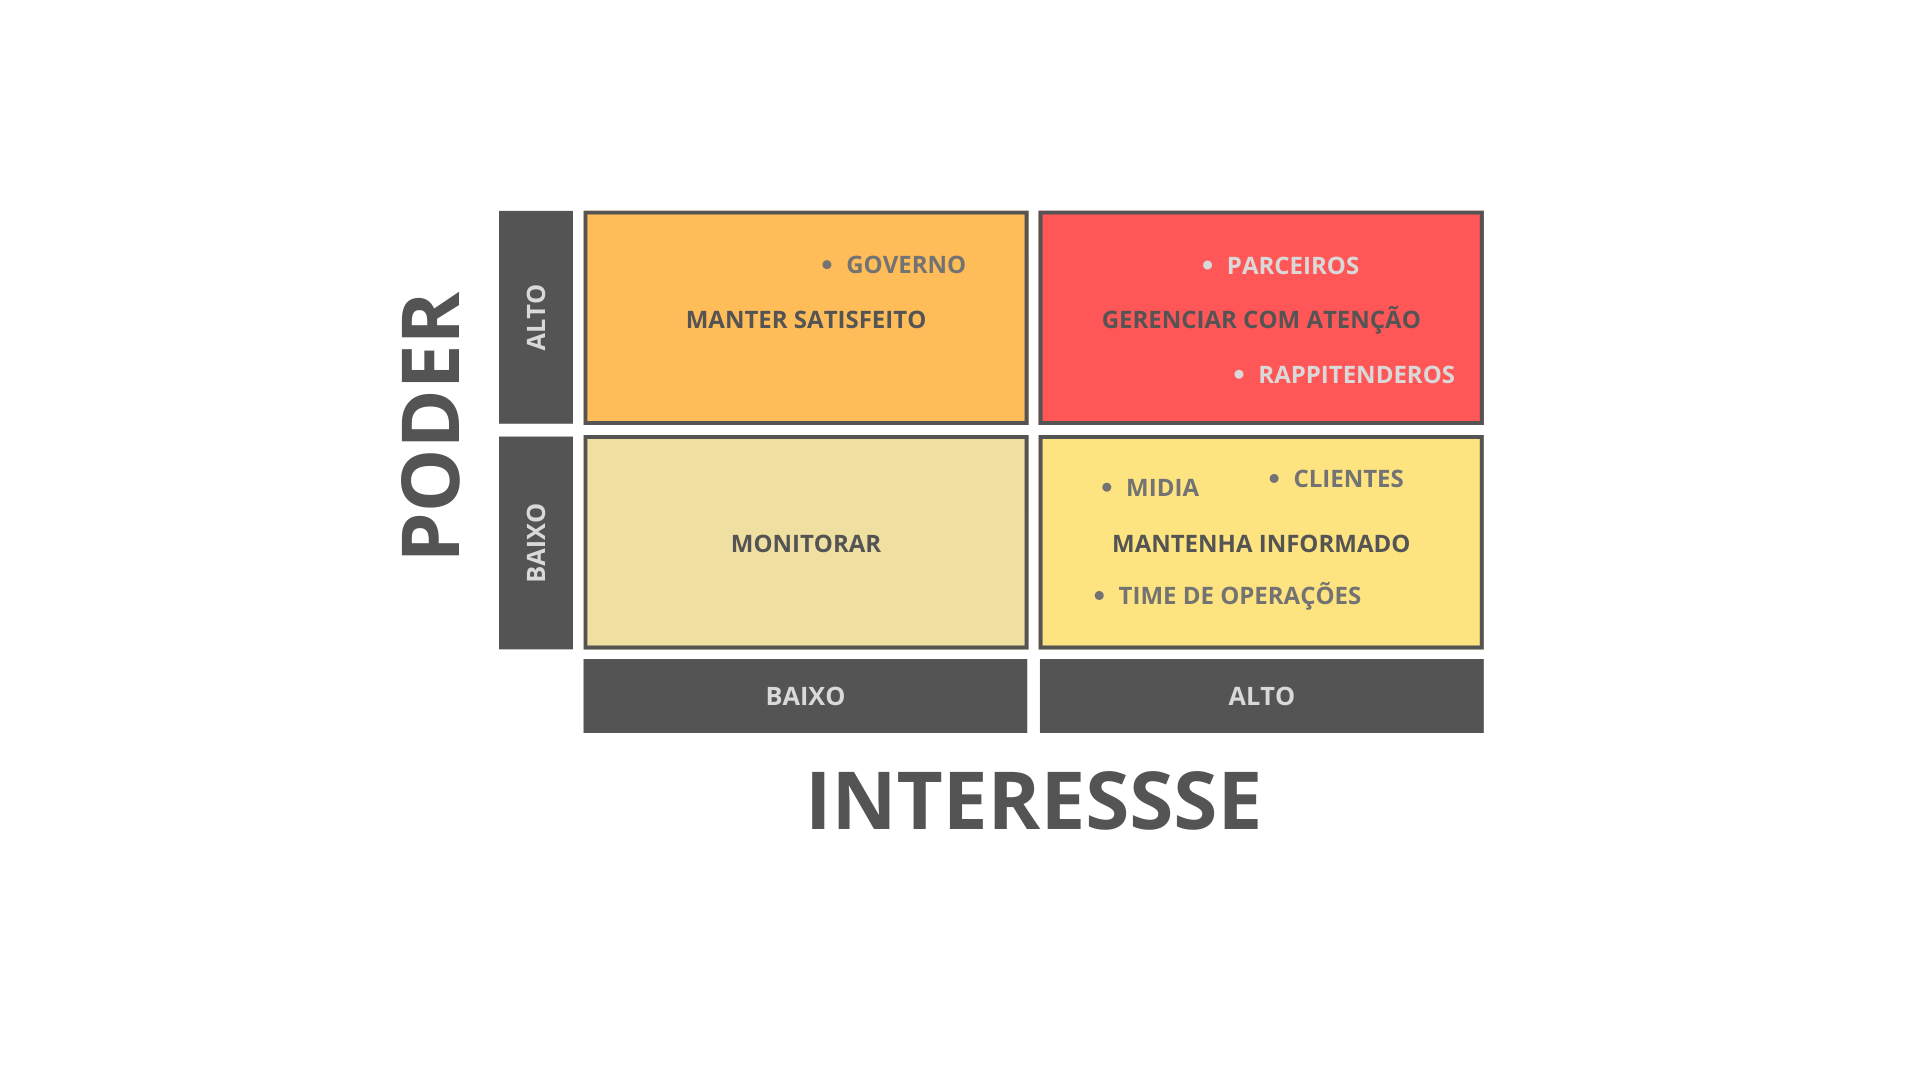 PODER
ALTO
• GOVERNO
MANTER SATISFEITO
• PARCEIROS
GERENCIAR COM ATENÇÃO
• RAPPITENDEROS
BAIXO
MONITORAR
• MIDIA
• CLIENTES
MANTENHA INFORMADO
• TIME DE OPERAÇÕES
BAIXO
ALTO
INTERESSSE